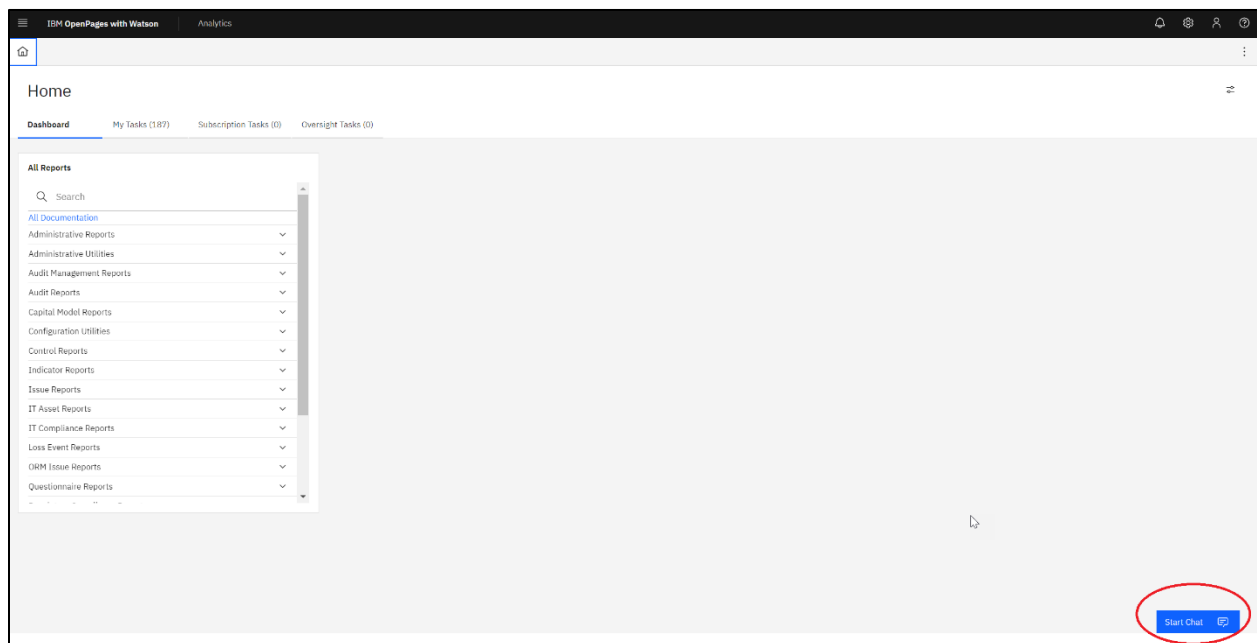 IBM OpenPages with Watson Analytics
Home
Dashboard My Tasks (187) Subscription Tasks (0) Oversight Tasks (0)
All Reports
Search
All Documentation
Administrative Reports
Administrative Utilities
Audit Management Reports
Audit Reports
Capital Model Reports
Configuration Utilities
Control Reports
Indicator Reports
Issue Reports
IT Asset Reports
IT Compliance Reports
Loss Event Reports
ORM Issue Reports
Questionnaire Reports
Start Chat